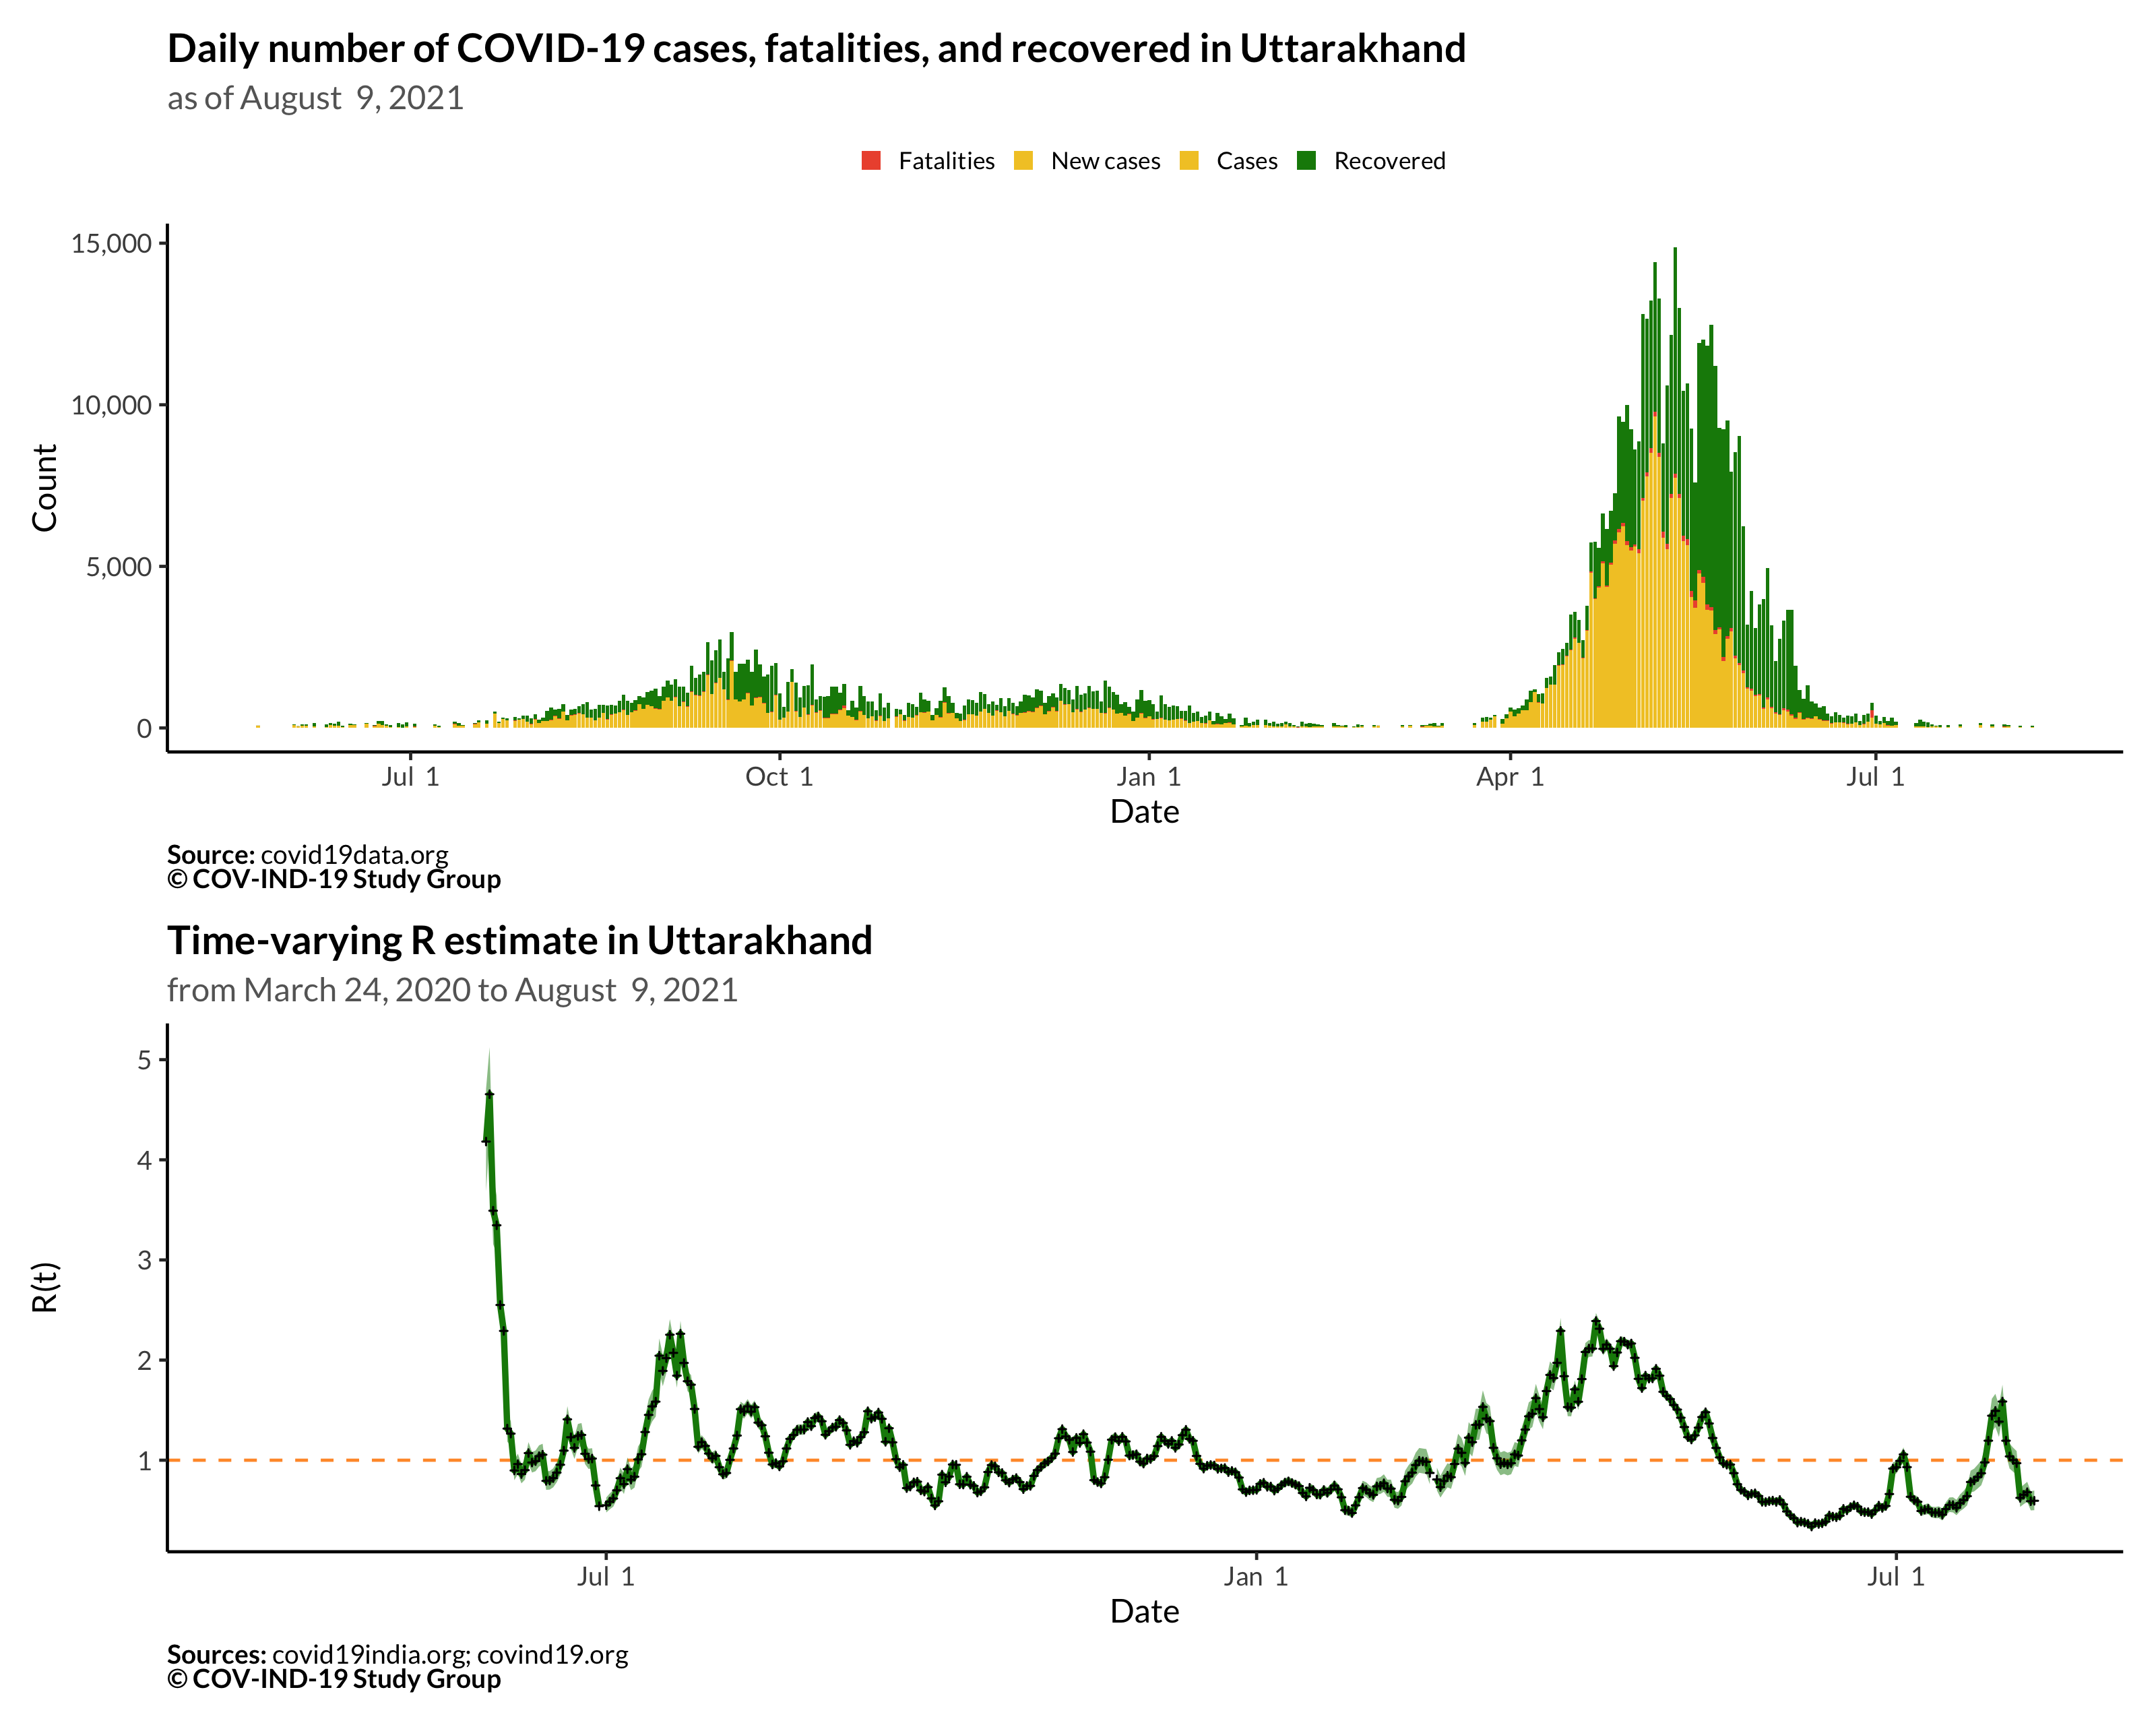 Daily number of COVID-19 cases, fatalities, and recovered in Uttarakhand
as of August  9, 2021
Fatalities New cases Cases Recovered
15,000
10,000
5,000
0
Count
Jul  1 Oct  1 Jan  1 Apr  1 Jul  1
Date
Source: covid19data.org
© COV-IND-19 Study Group
Time-varying R estimate in Uttarakhand
from March 24, 2020 to August  9, 2021
5
4
3
2
1
R(t)
Jul  1 Jan  1 Jul  1
Date
Sources: covid19india.org; covind19.org
© COV-IND-19 Study Group